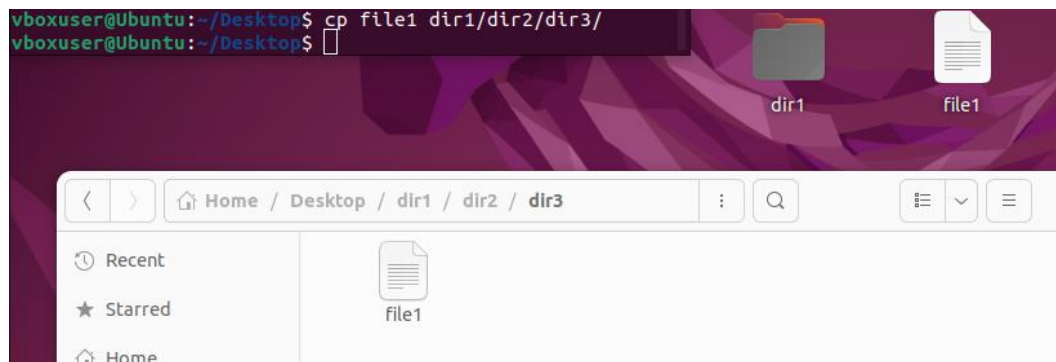 vboxuser@Ubuntu:~/Desktop$ cp file1 dir1/dir2/dir3/
vboxuser@Ubuntu:~/Desktop$
dir1
file1
Home / Desktop / dir1 / dir2 / dir3
Recent
file1
Starred
Home